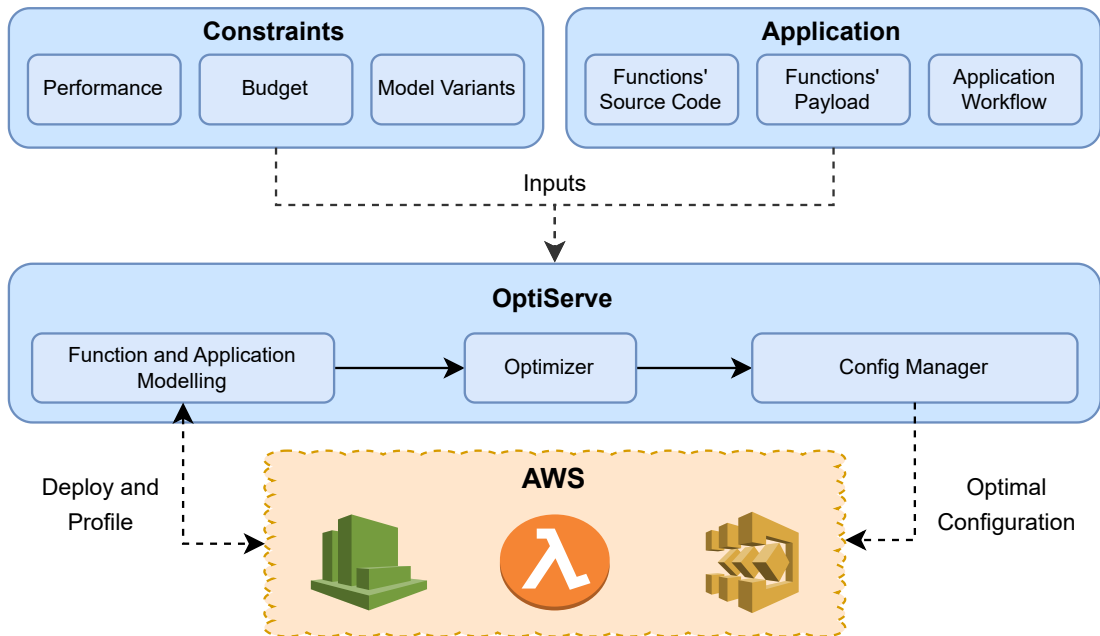 Constraints
Performance
Budget
Model Variants
Application
Functions'
Source Code
Functions'
Payload
Application
Workflow
Inputs
OptiServe
Function and Application
Modelling
Optimizer
Config Manager
Deploy and
Profile
AWS
Optimal
Configuration